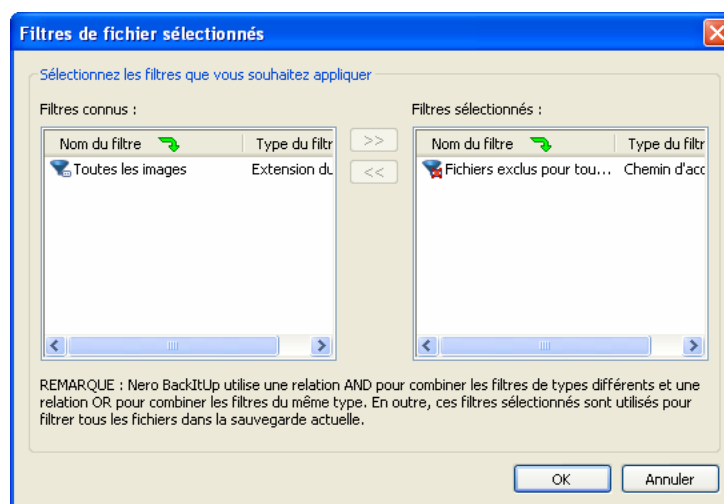 Filtres de fichier sélectionnés
Sélectionnez les filtres que vous souhaitez appliquer
Filtres connus :
Filtres sélectionnés :
Nom du filtre Type du filtr
>>
Nom du filtre Type du filtr
Toutes les images Extension du
<<
Fichiers exclus pour tou... Chemin d'acc
REMARQUE : Nero BackItUp utilise une relation AND pour combiner les filtres de types différents et une
relation OR pour combiner les filtres du même type. En outre, ces filtres sélectionnés sont utilisés pour
filtrer tous les fichiers dans la sauvegarde actuelle.
OK
Annuler